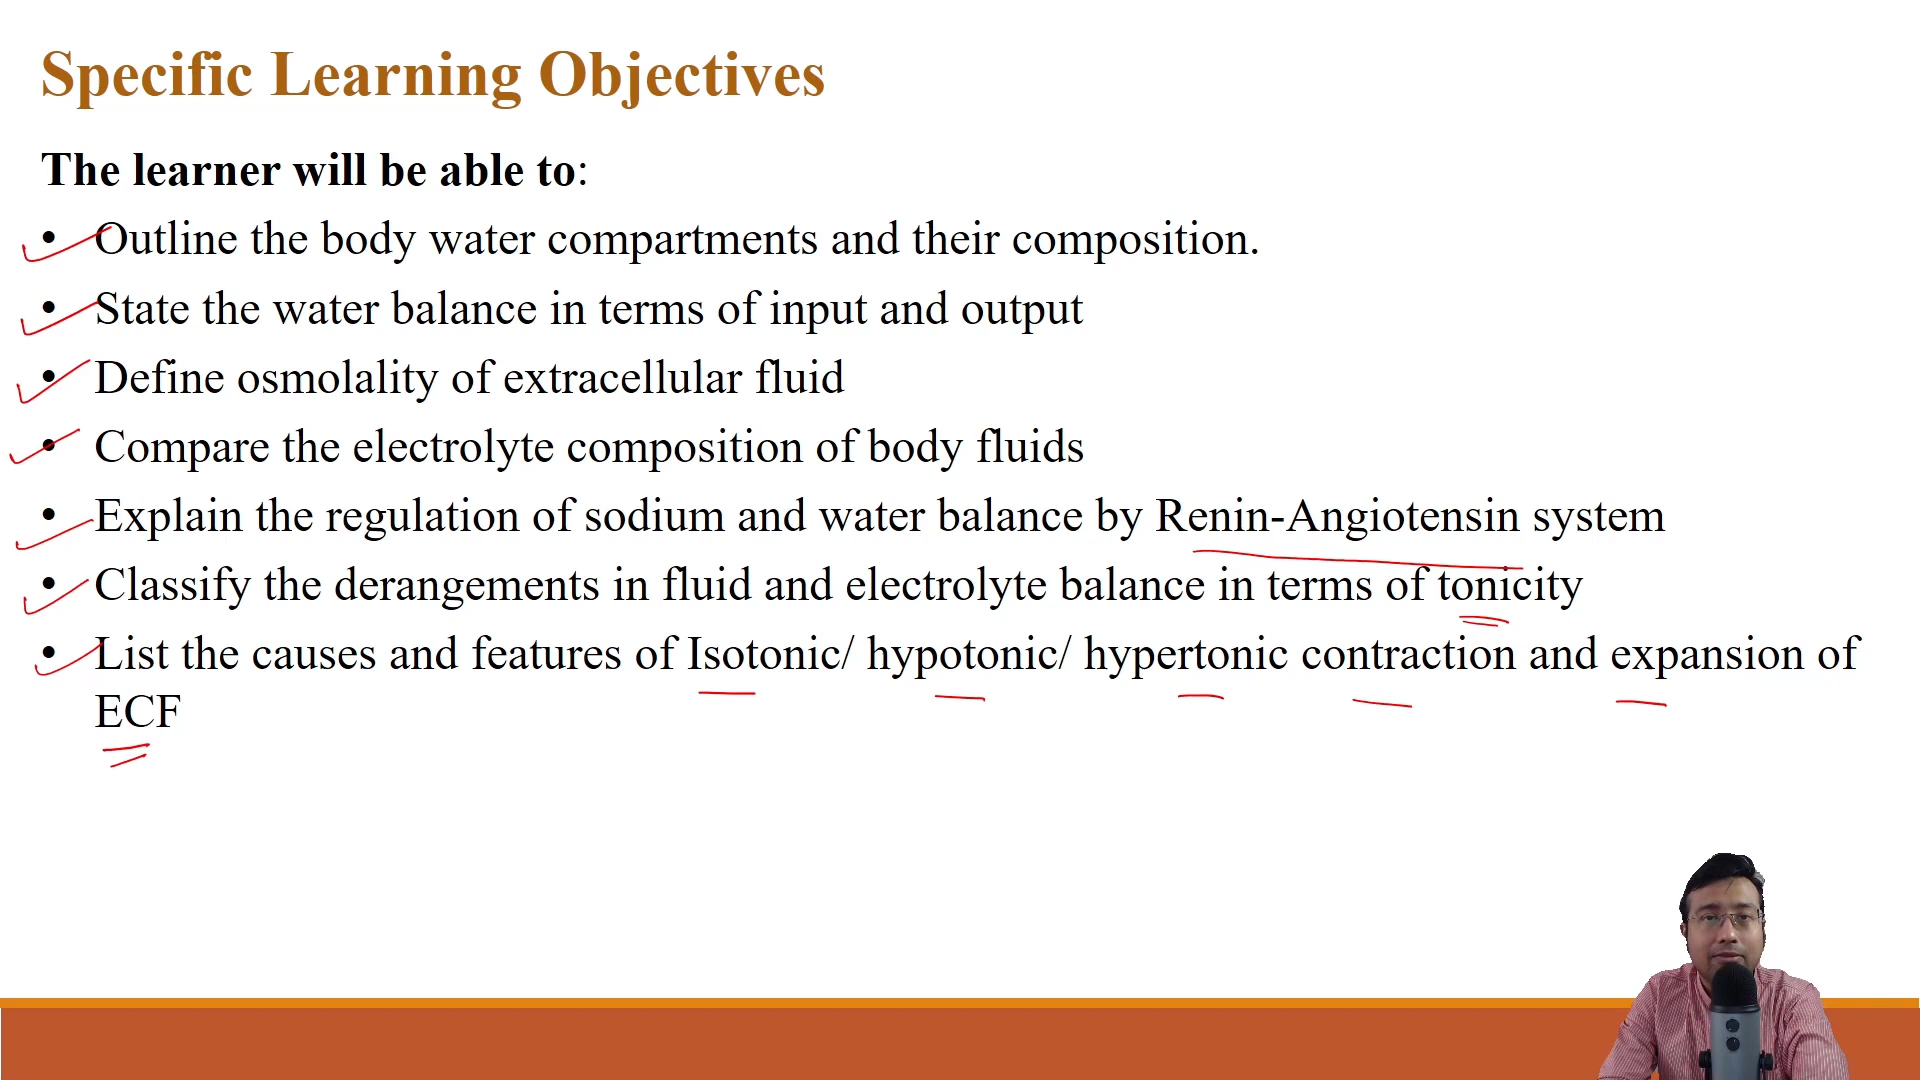 Specific Learning Objectives
The learner will be able to:
• Outline the body water compartments and their composition.
• State the water balance in terms of input and output
• Define osmolality of extracellular fluid
• Compare the electrolyte composition of body fluids
• Explain the regulation of sodium and water balance by Renin-Angiotensin system
• Classify the derangements in fluid and electrolyte balance in terms of tonicity
• List the causes and features of Isotonic/ hypotonic/ hypertonic contraction and expansion of
ECF